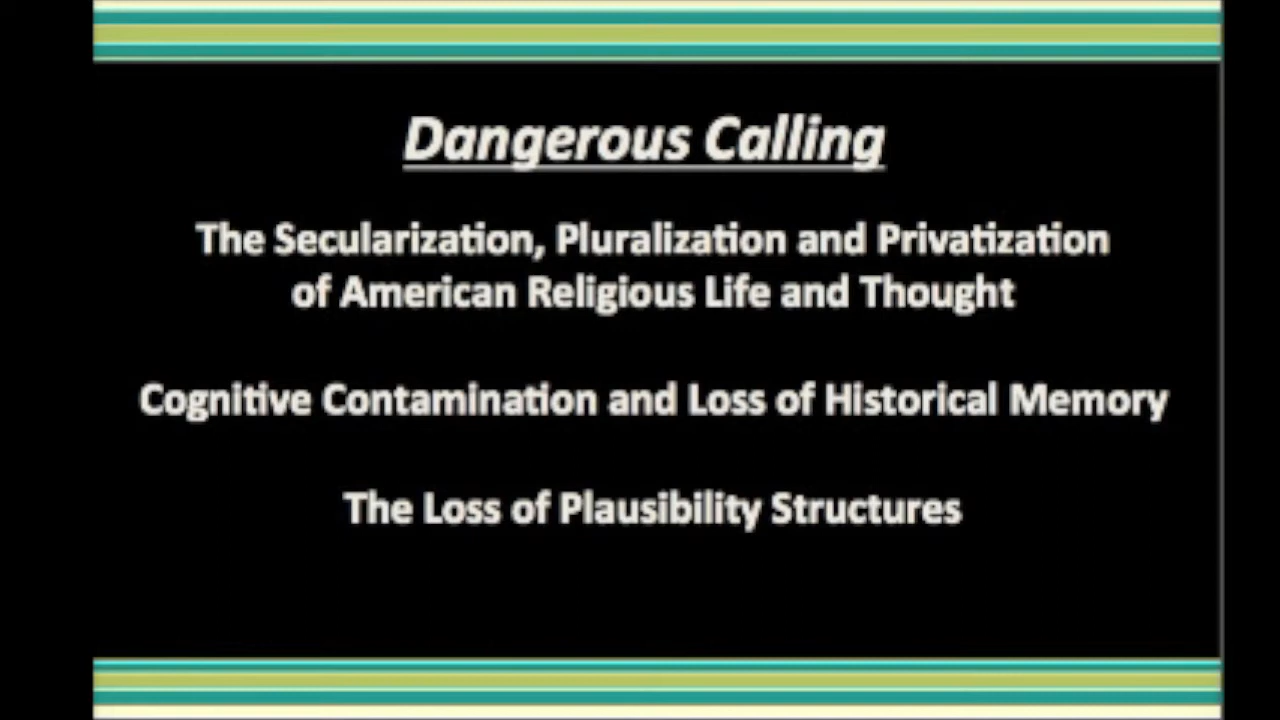 Dangerous Calling
The Secularization, Pluralization and Privatization
of American Religious Life and Thought
Cognitive Contamination and Loss of Historical Memory
The Loss of Plausibility Structures